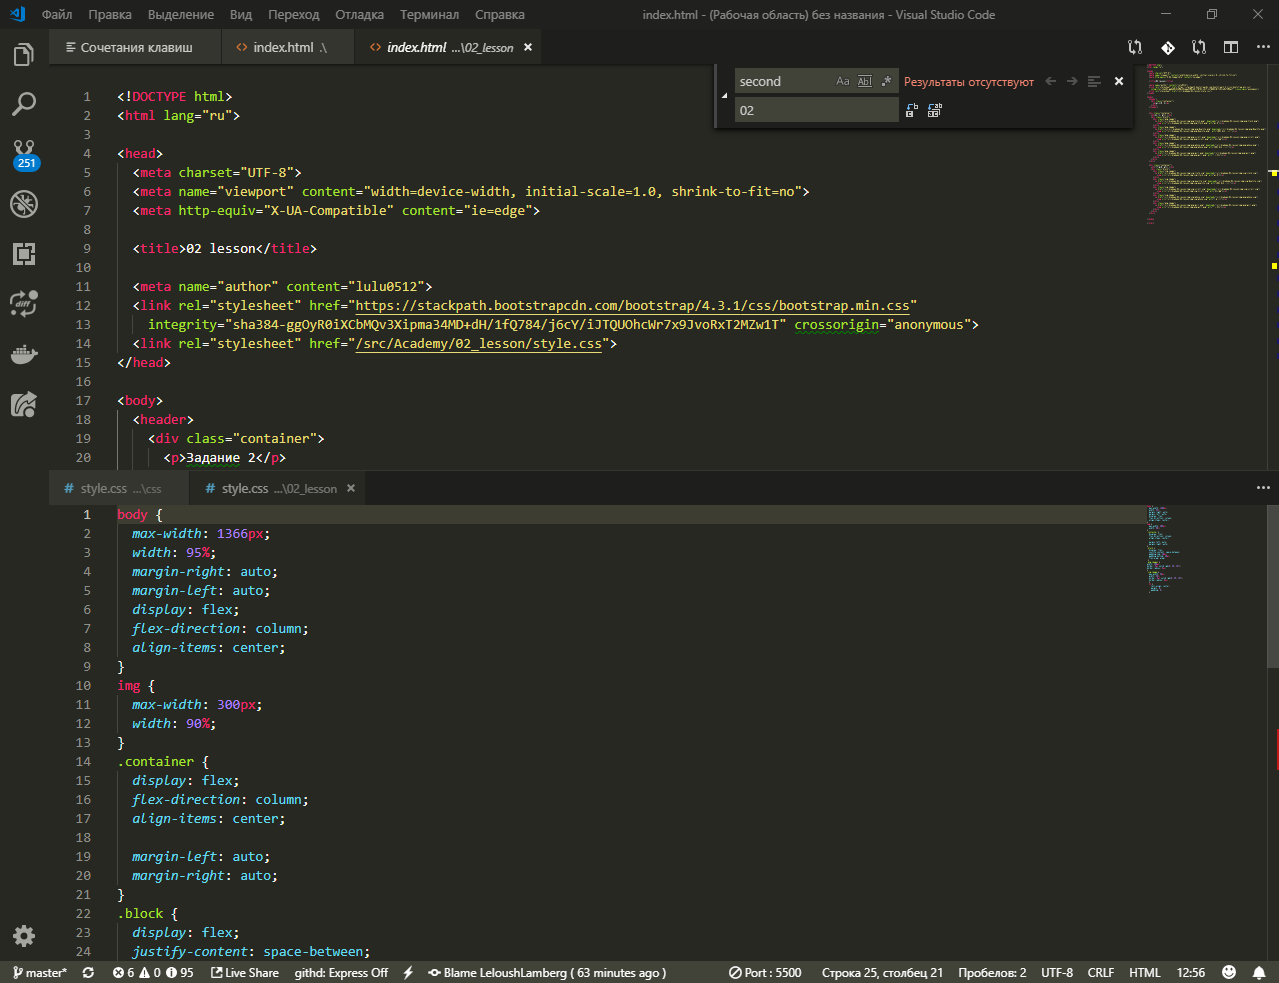 Файл Правка Выделение Вид Переход Отладка Терминал Справка index.html - (Рабочая область) без названия - Visual Studio Code
Сочетания клавиш index.html .\ index.html ...\02_lesson
second Aa Abl .* Результаты отсутствуют
02
1 <!DOCTYPE html>
2 <html lang="ru">
3
4 <head>
5 <meta charset="UTF-8">
6 <meta name="viewport" content="width=device-width, initial-scale=1.0, shrink-to-fit=no">
7 <meta http-equiv="X-UA-Compatible" content="ie=edge">
8
9 <title>02 lesson</title>
10
11 <meta name="author" content="lulu0512">
12 <link rel="stylesheet" href="https://stackpath.bootstrapcdn.com/bootstrap/4.3.1/css/bootstrap.min.css"
13 integrity="sha384-ggOyR0iXCbMQv3Xipma34MD+dH/1fQ784/j6cY/iJTQUOhcWr7x9JvoRxT2MZw1T" crossorigin="anonymous">
14 <link rel="stylesheet" href="/src/Academy/02_lesson/style.css">
15 </head>
16
17 <body>
18 <header>
19 <div class="container">
20 <p>Задание 2</p>
251
diff
# style.css ...\css # style.css ...\02_lesson
1 body {
2 max-width: 1366px;
3 width: 95%;
4 margin-right: auto;
5 margin-left: auto;
6 display: flex;
7 flex-direction: column;
8 align-items: center;
9 }
10 img {
11 max-width: 300px;
12 width: 90%;
13 }
14 .container {
15 display: flex;
16 flex-direction: column;
17 align-items: center;
18
19 margin-left: auto;
20 margin-right: auto;
21 }
22 .block {
23 display: flex;
24 justify-content: space-between;
master* 6 0 95 Live Share githd: Express Off Blame LeloushLamberg ( 63 minutes ago ) Port : 5500 Строка 25, столбец 21 Пробелов: 2 UTF-8 CRLF HTML 12:56